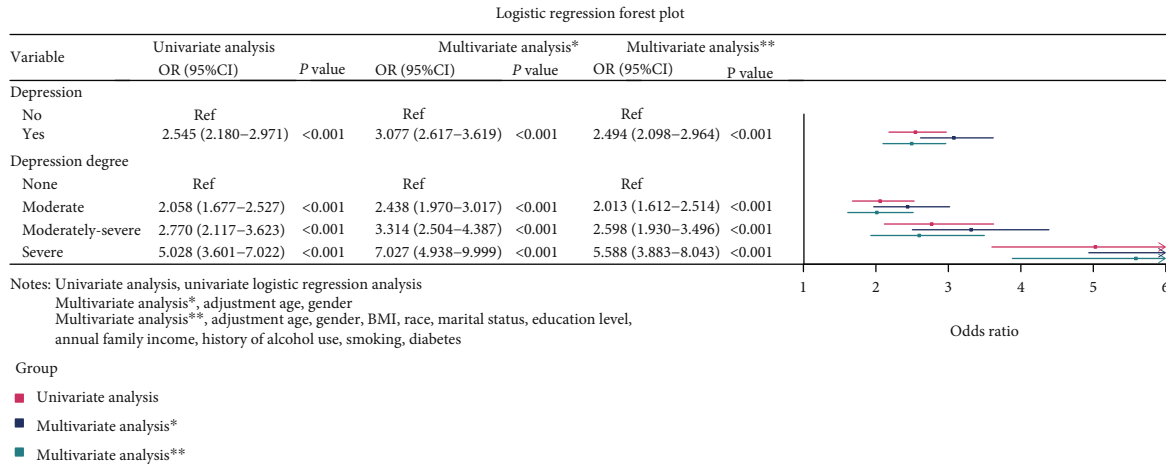 Logistic regression forest plot
Variable Univariate analysis Multivariate analysis* Multivariate analysis**
OR (95%CI) P value OR (95%CI) P value OR (95%CI) P value
Depression
No Ref Ref Ref
Yes 2.545 (2.180–2.971) <0.001 3.077 (2.617–3.619) <0.001 2.494 (2.098–2.964) <0.001
Depression degree
None Ref Ref Ref
Moderate 2.058 (1.677–2.527) <0.001 2.438 (1.970–3.017) <0.001 2.013 (1.612–2.514) <0.001
Moderately-severe 2.770 (2.117–3.623) <0.001 3.314 (2.504–4.387) <0.001 2.598 (1.930–3.496) <0.001
Severe 5.028 (3.601–7.022) <0.001 7.027 (4.938–9.999) <0.001 5.588 (3.883–8.043) <0.001
1 2 3 4 5 6
Odds ratio
Notes: Univariate analysis, univariate logistic regression analysis
Multivariate analysis*, adjustment age, gender
Multivariate analysis**, adjustment age, gender, BMI, race, marital status, education level,
annual family income, history of alcohol use, smoking, diabetes
Group
Univariate analysis
Multivariate analysis*
Multivariate analysis**